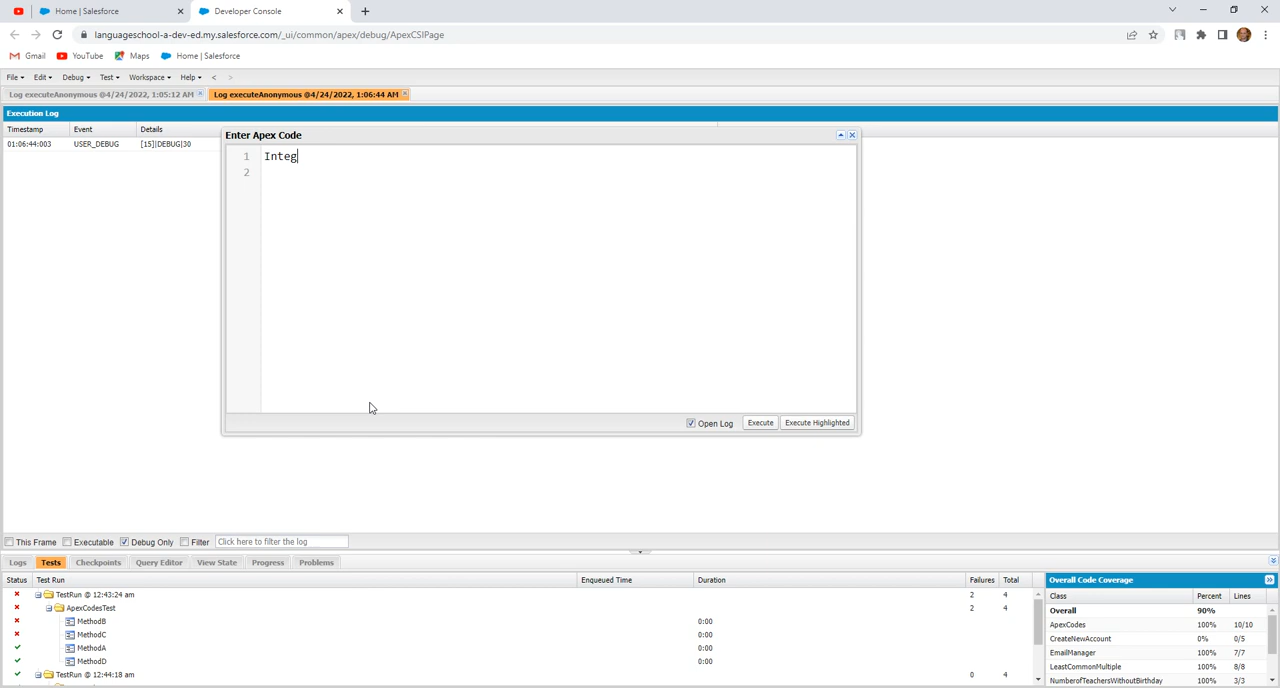 Home | Salesforce
Developer Console
languageschool-a-dev-ed.my.salesforce.com/_ui/common/apex/debug/ApexCSIPage
Gmail YouTube Maps Home | Salesforce
File Edit Debug Test Workspace Help < >
Log executeAnonymous @4/24/2022, 1:05:12 AM Log executeAnonymous @4/24/2022, 1:06:44 AM
Execution Log
Timestamp Event Details
01:06:44:003 USER_DEBUG [15]|DEBUG|30
Enter Apex Code
1 Integ
2
Open Log Execute Execute Highlighted
This Frame Executable Debug Only Filter Click here to filter the log
Logs Tests Checkpoints Query Editor View State Progress Problems
Status Test Run Enqueued Time Duration Failures Total
TestRun @ 12:43:24 am 2 4
ApexCodesTest 2 4
MethodB 0:00
MethodC 0:00
MethodA 0:00
MethodD 0:00
TestRun @ 12:44:18 am 0 4
Overall Code Coverage
Class Percent Lines
Overall 90%
ApexCodes 100% 10/10
CreateNewAccount 0% 0/5
EmailManager 100% 7/7
LeastCommonMultiple 100% 8/8
NumberofTeachersWithoutBirthday 100% 3/3